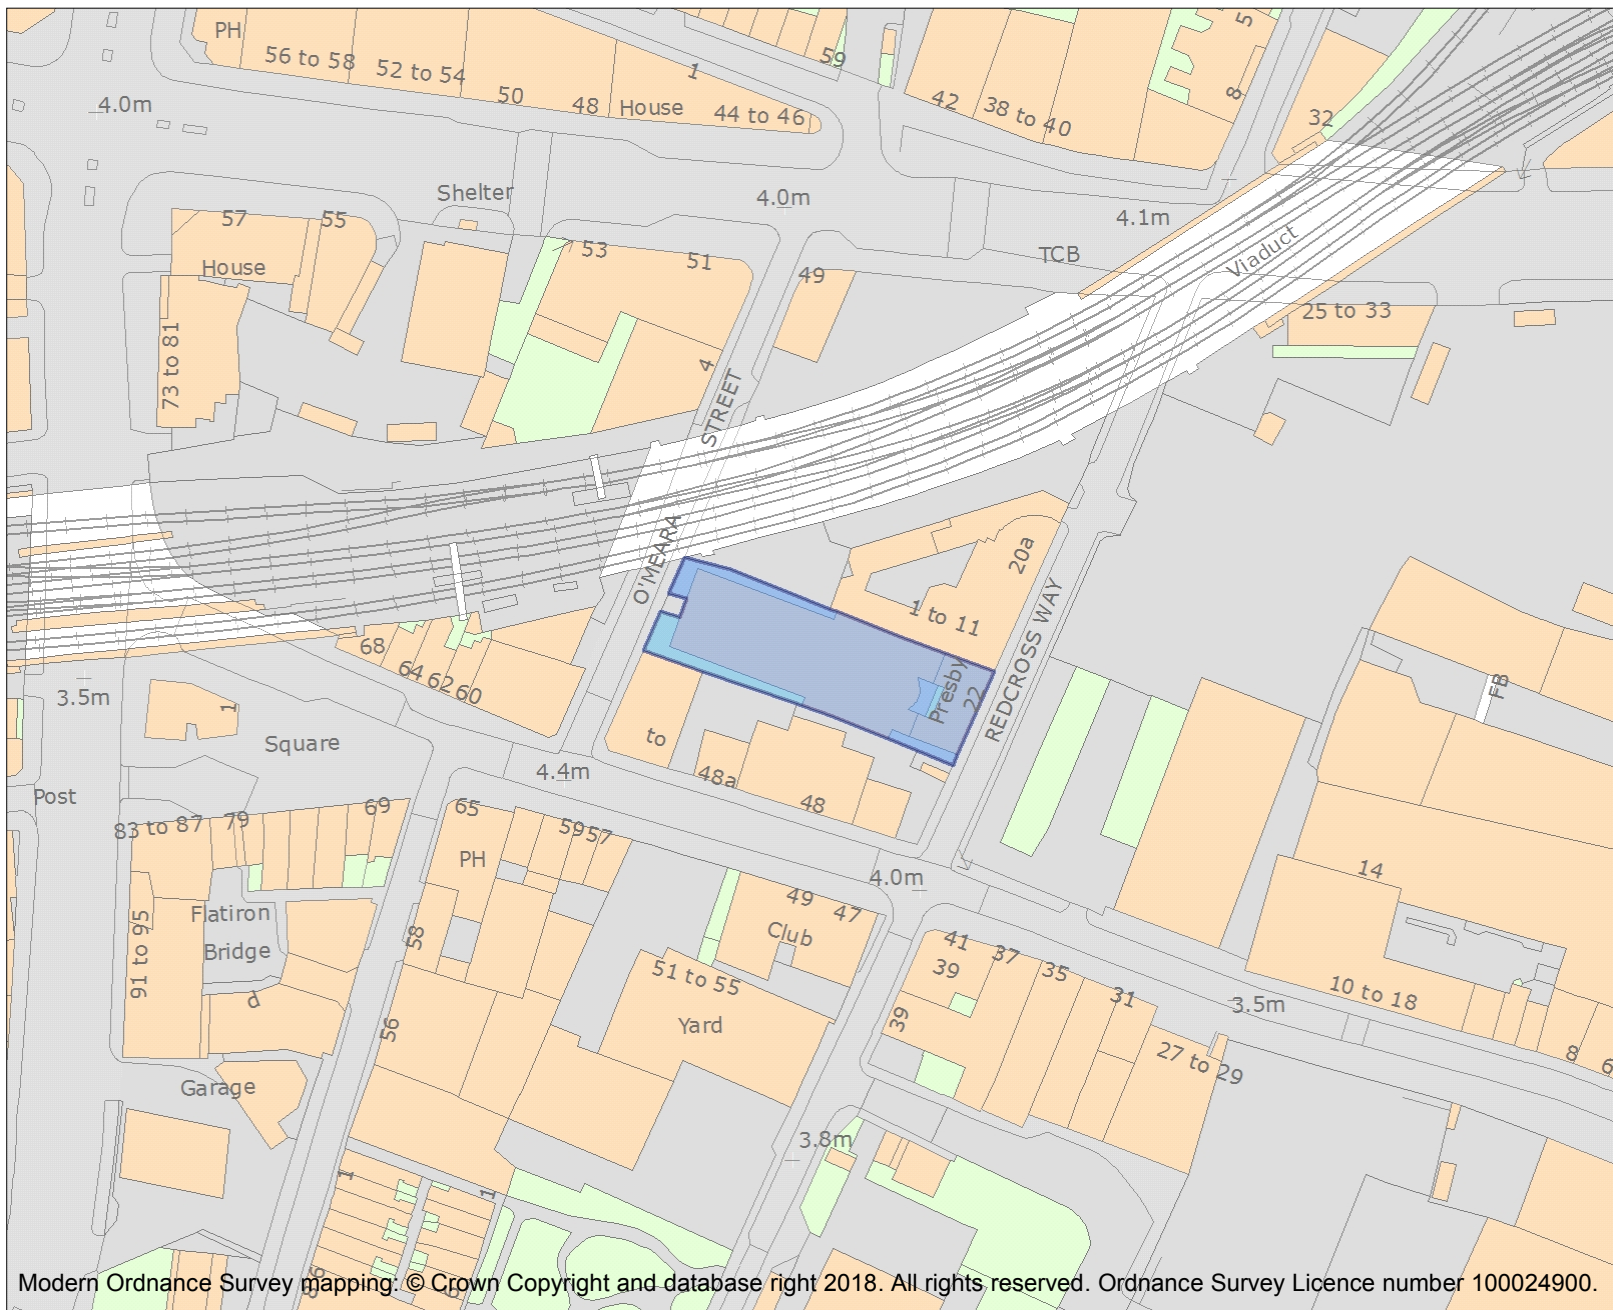 PH
56 to 58
52 to 54
50
48
House
1
44 to 46
59
42
38 to 40
5
8
32
4.0m
Shelter
4.0m
4.1m
TCB
Viaduct
57
55
House
53
51
49
25 to 33
73 to 81
4
O'MEARA STREET
20a
1 to 11
REDCROSS WAY
Presby
22
68
64
62
60
3.5m
1
Square
to
48a
48
4.4m
FB
Post
83 to 87
79
69
65
PH
59
57
14
4.0m
49
47
Club
Flatiron
Bridge
91 to 95
58
d
41
39
37
35
31
39
51 to 55
Yard
10 to 18
3.5m
56
27 to 29
8
6
Garage
3.8m
1
1
Modern Ordnance Survey mapping: © Crown Copyright and database right 2018. All rights reserved. Ordnance Survey Licence number 100024900.